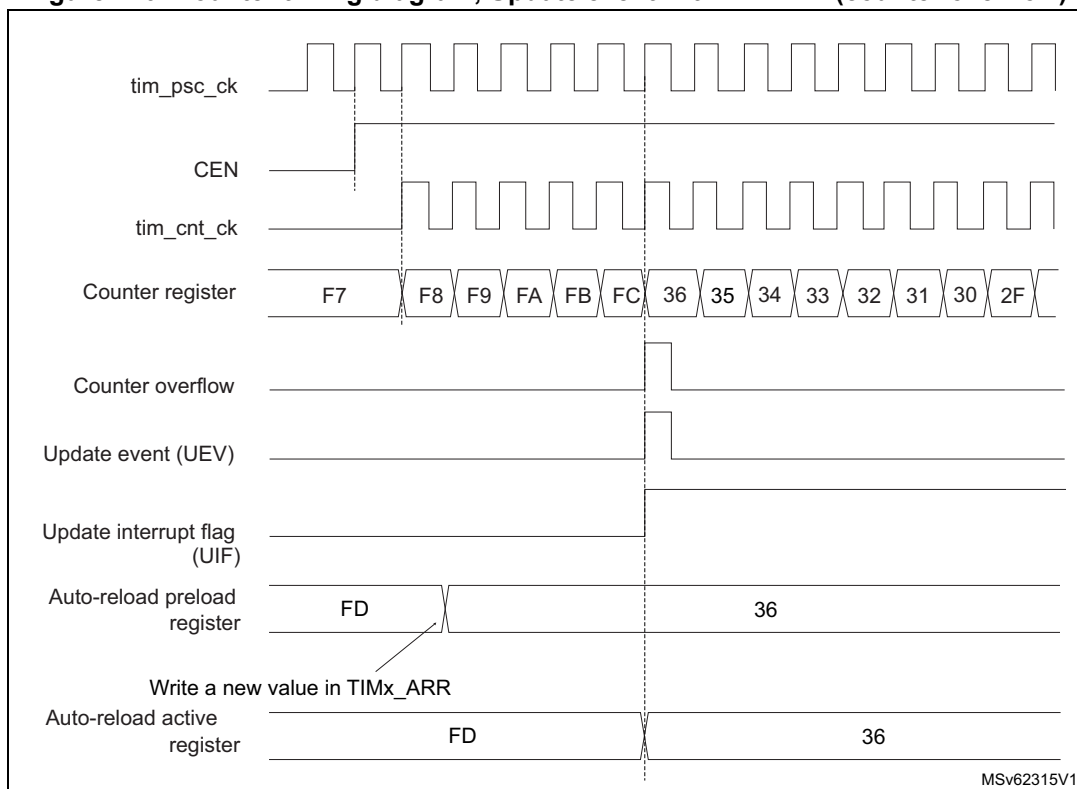 tim_psc_ck
CEN
tim_cnt_ck
Counter register
F7 F8 F9 FA FB FC 36 35 34 33 32 31 30 2F
Counter overflow
Update event (UEV)
Update interrupt flag
(UIF)
Auto-reload preload
register
FD 36
Write a new value in TIMx_ARR
Auto-reload active
register
FD 36
MSv62315V1